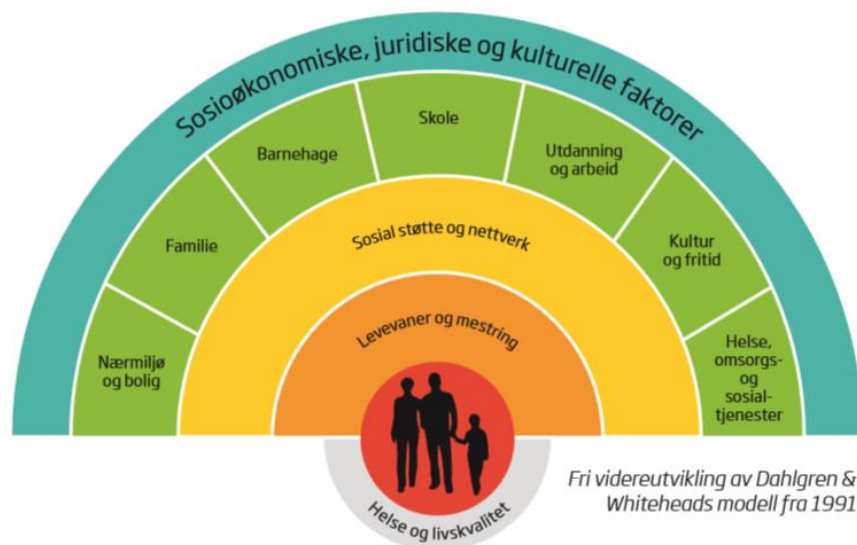 Sosioøkonomiske, juridiske og kulturelle faktorer
Nærmiljø
og bolig
Familie
Barnehage
Skole
Utdanning
og arbeid
Kultur
og fritid
Helse,
omsorgs-
og
sosial-
tjenester
Sosial støtte og nettverk
Levevaner og mestring
Helse og livskvalitet
Fri videreutvikling av Dahlgren &
Whiteheads modell fra 1991